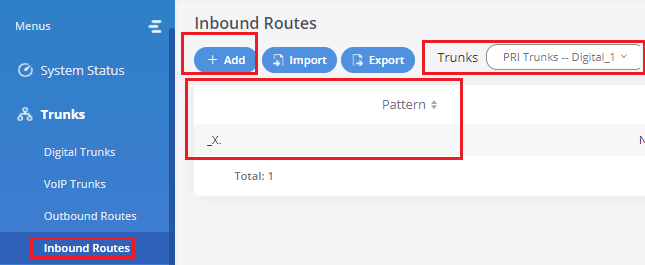 Menus
System Status
Trunks
Digital Trunks
VoIP Trunks
Outbound Routes
Inbound Routes
Inbound Routes
+ Add Import Export Trunks PRI Trunks -- Digital_1
Pattern
_X. N
Total: 1